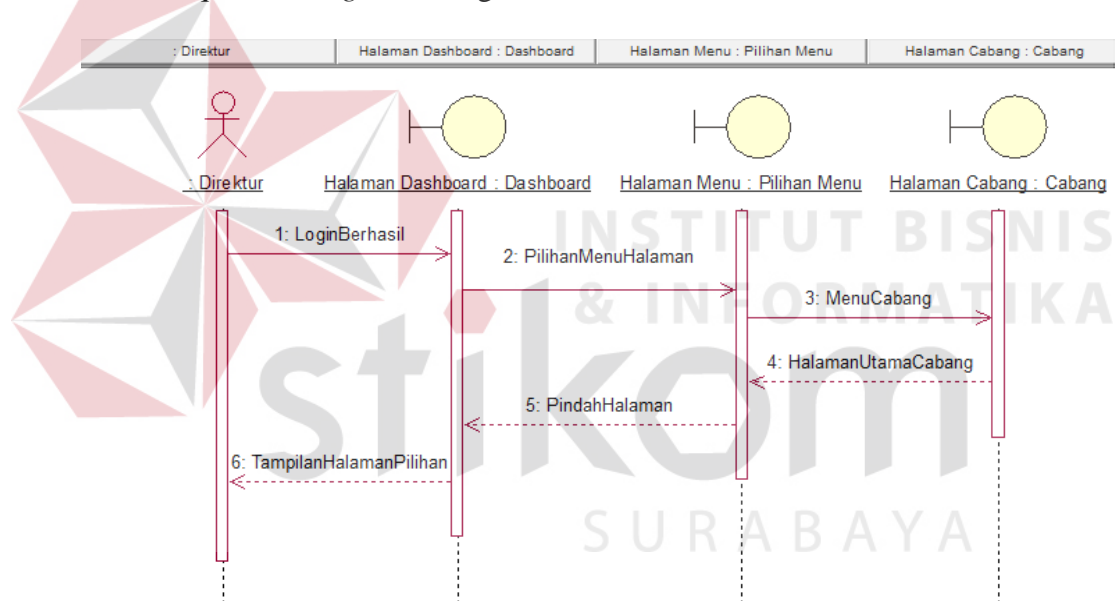 : Direktur
Halaman Dashboard : Dashboard
Halaman Menu : Pilihan Menu
Halaman Cabang : Cabang
: Direktur
Halaman Dashboard : Dashboard
Halaman Menu : Pilihan Menu
Halaman Cabang : Cabang
INSTITUT BISNIS
& INFORMATIKA
stikom
SURABAYA
1: LoginBerhasil
2: PilihanMenuHalaman
3: MenuCabang
4: HalamanUtamaCabang
5: PindahHalaman
6: TampilanHalamanPilihan